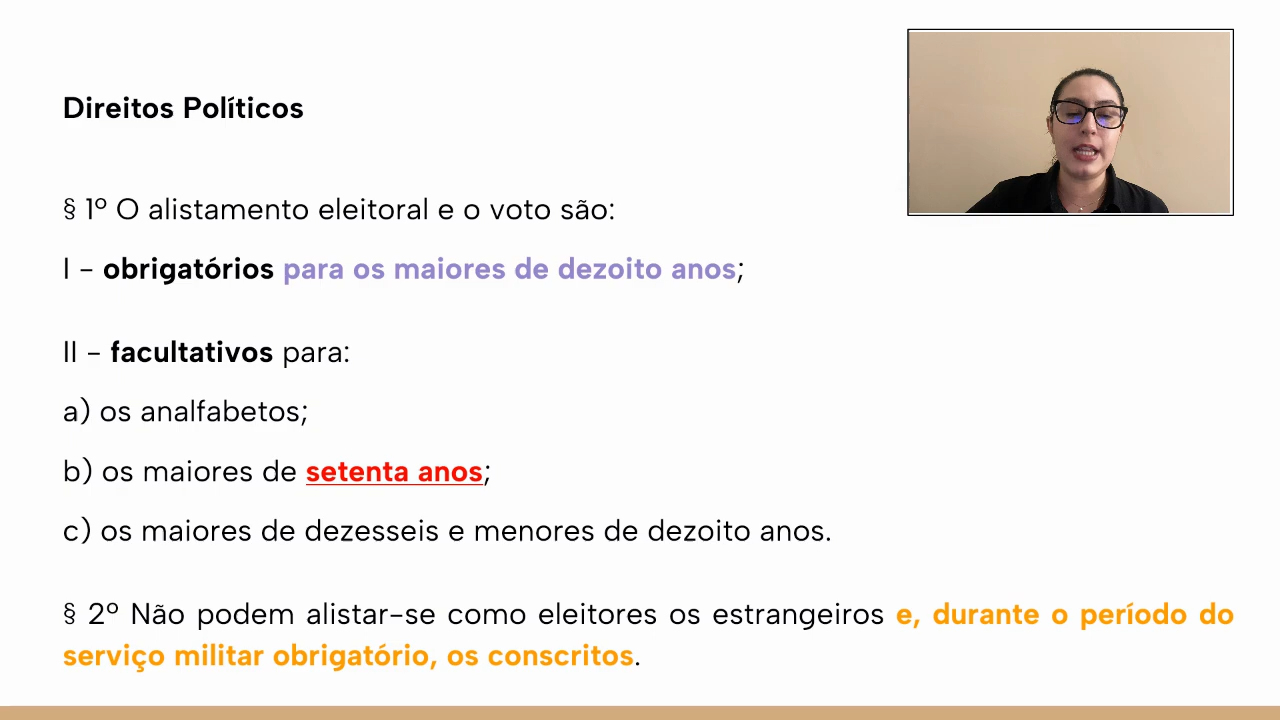 Direitos Políticos
§ 1º O alistamento eleitoral e o voto são:
I - obrigatórios para os maiores de dezoito anos;
II - facultativos para:
a) os analfabetos;
b) os maiores de setenta anos;
c) os maiores de dezesseis e menores de dezoito anos.
§ 2º Não podem alistar-se como eleitores os estrangeiros e, durante o período do
serviço militar obrigatório, os conscritos.